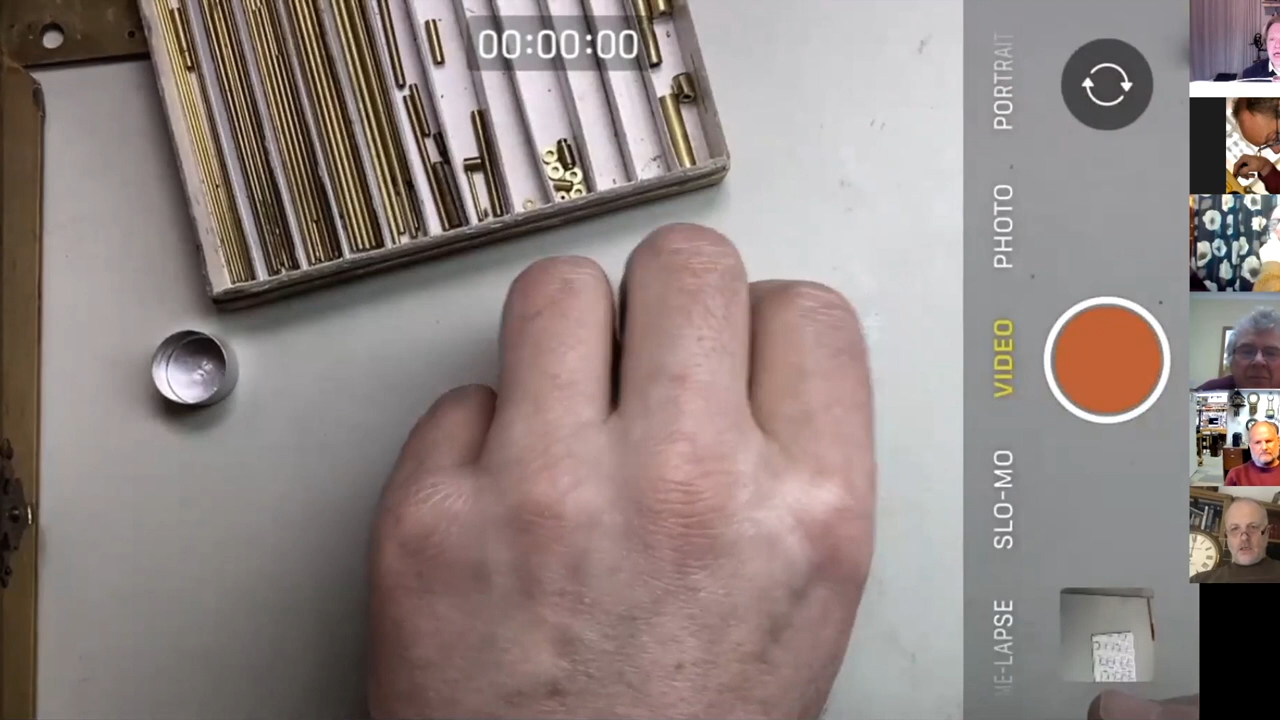 00:00:00
PORTRAIT
PHOTO
VIDEO
SLO-MO
ME-LAPSE